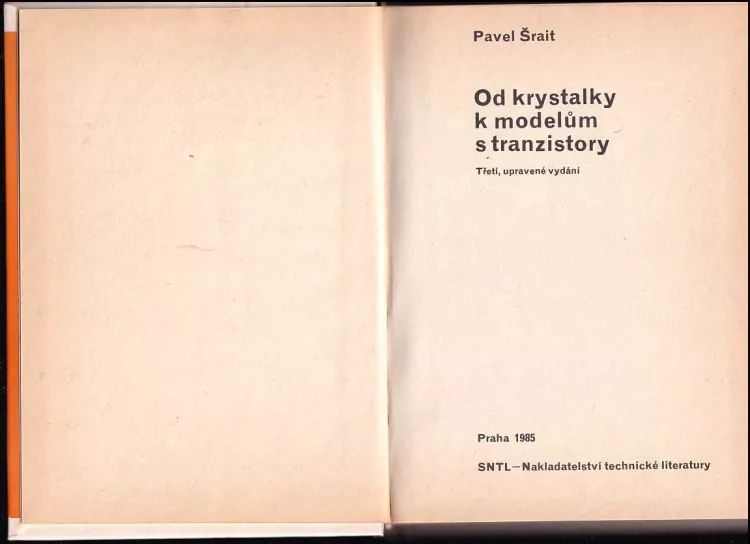 Pavel Šrait
Od krystalky
k modelům
s tranzistory
Třetí, upravené vydání
Praha 1985
SNTL—Nakladatelství technické literatury